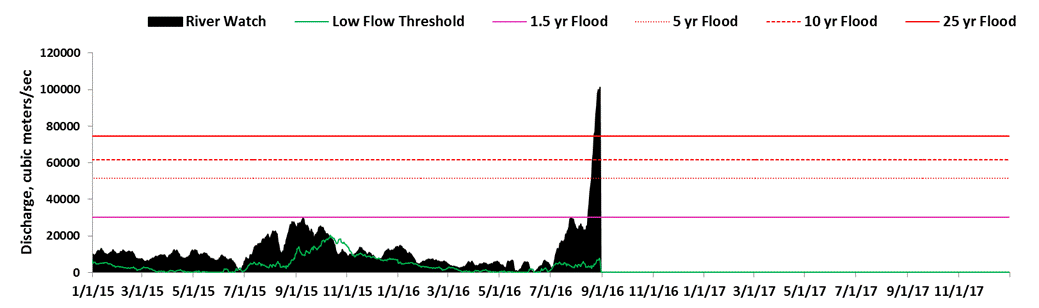 River Watch Low Flow Threshold 1.5 yr Flood 5 yr Flood 10 yr Flood 25 yr Flood
Discharge, cubic meters/sec
120000
100000
80000
60000
40000
20000
0
1/1/15 3/1/15 5/1/15 7/1/15 9/1/15 11/1/15 1/1/16 3/1/16 5/1/16 7/1/16 9/1/16 11/1/16 1/1/17 3/1/17 5/1/17 7/1/17 9/1/17 11/1/17